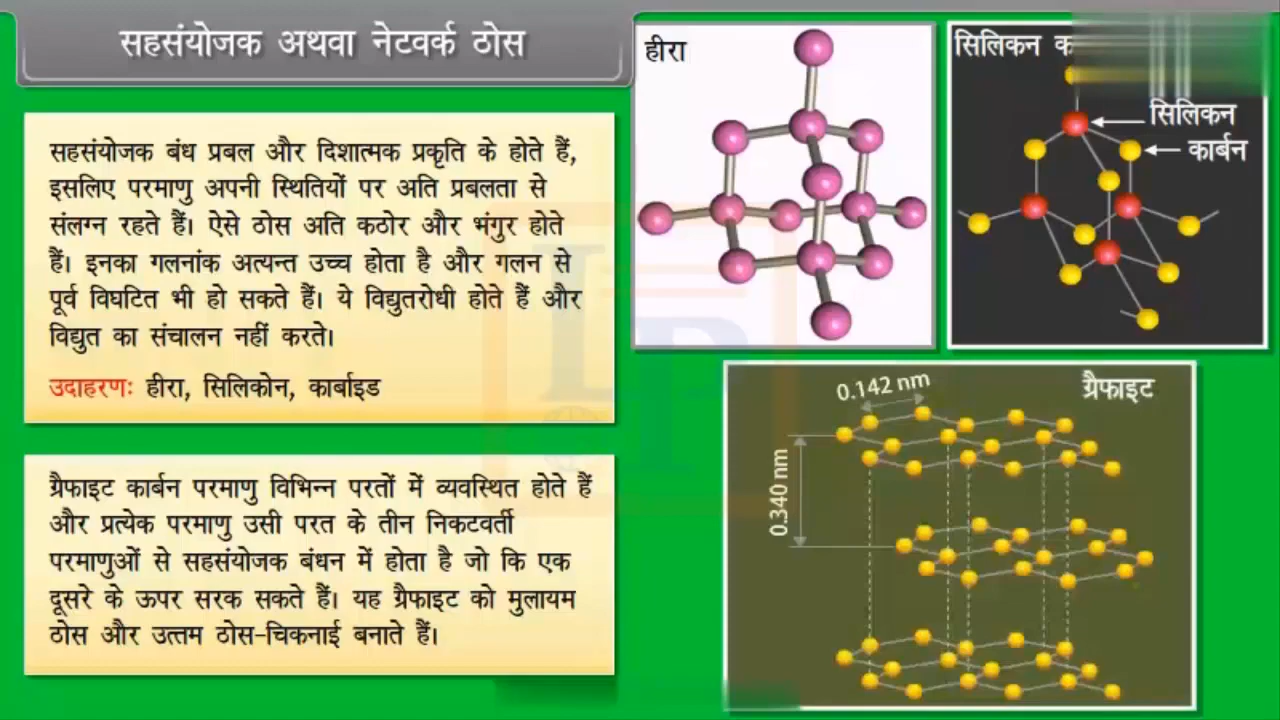 सहसंयोजक अथवा नेटवर्क ठोस
सहसंयोजक बंध प्रबल और दिशात्मक प्रकृति के होते हैं,
इसलिए परमाणु अपनी स्थितियों पर अति प्रबलता से
संलग्न रहते हैं। ऐसे ठोस अति कठोर और भंगुर होते
हैं। इनका गलनांक अत्यन्त उच्च होता है और गलन से
पूर्व विघटित भी हो सकते हैं। ये विद्युतरोधी होते हैं और
विद्युत का संचालन नहीं करते।
उदाहरणः हीरा, सिलिकोन, कार्बाइड
ग्रैफाइट कार्बन परमाणु विभिन्न परतों में व्यवस्थित होते हैं
और प्रत्येक परमाणु उसी परत के तीन निकटवर्ती
परमाणुओं से सहसंयोजक बंधन में होता है जो कि एक
दूसरे के ऊपर सरक सकते हैं। यह ग्रैफाइट को मुलायम
ठोस और उत्तम ठोस-चिकनाई बनाते हैं।
हीरा
सिलिकन
सिलिकन
कार्बन
ग्रैफाइट
0.142 nm
0.340 nm